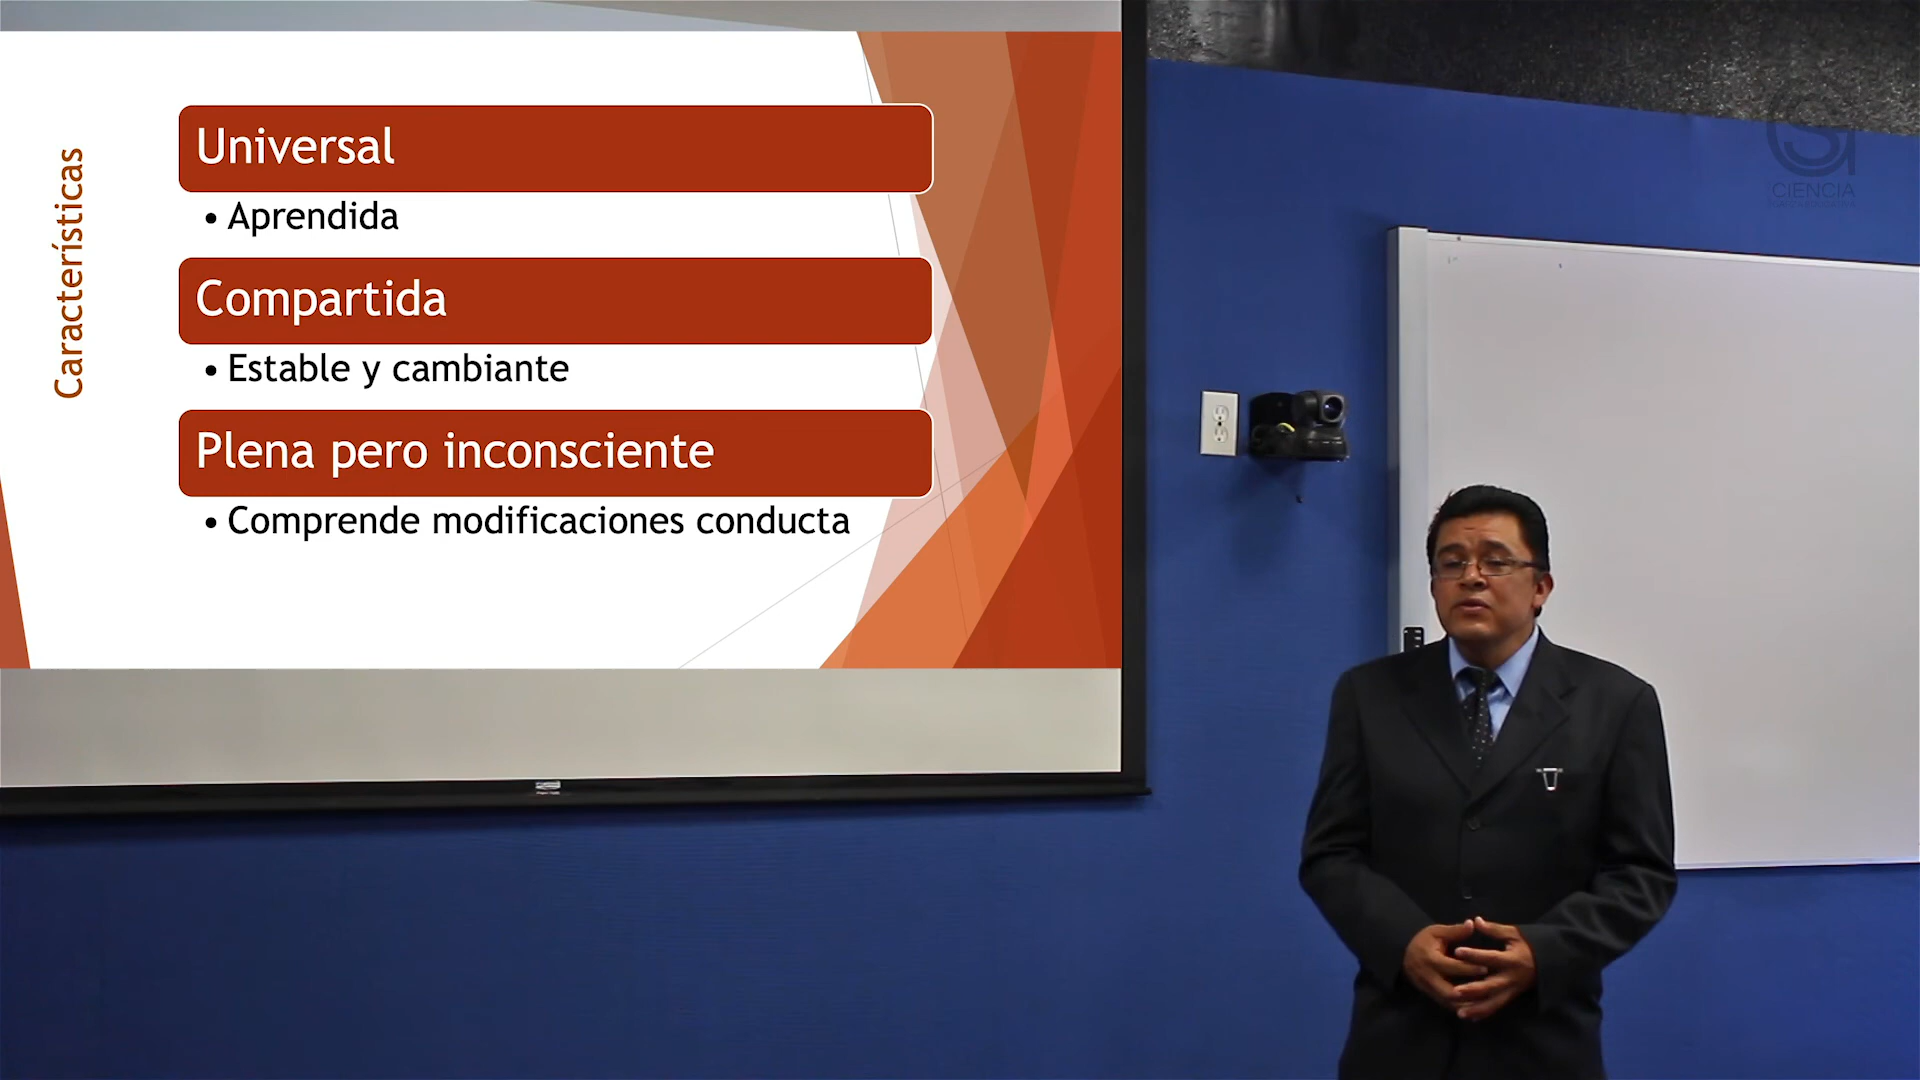 Características
Universal
• Aprendida
Compartida
• Estable y cambiante
Plena pero inconsciente
• Comprende modificaciones conducta
CIENCIA